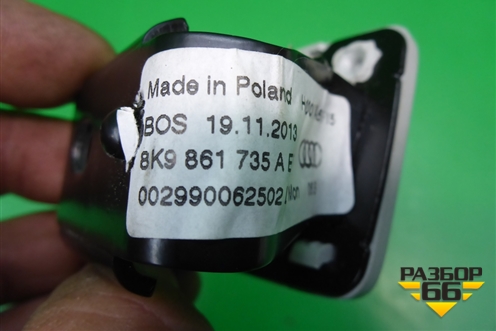 Made in Poland
BOS 19.11.2013
8K9 861 735 A E
002990062502
РАЗБОР
66